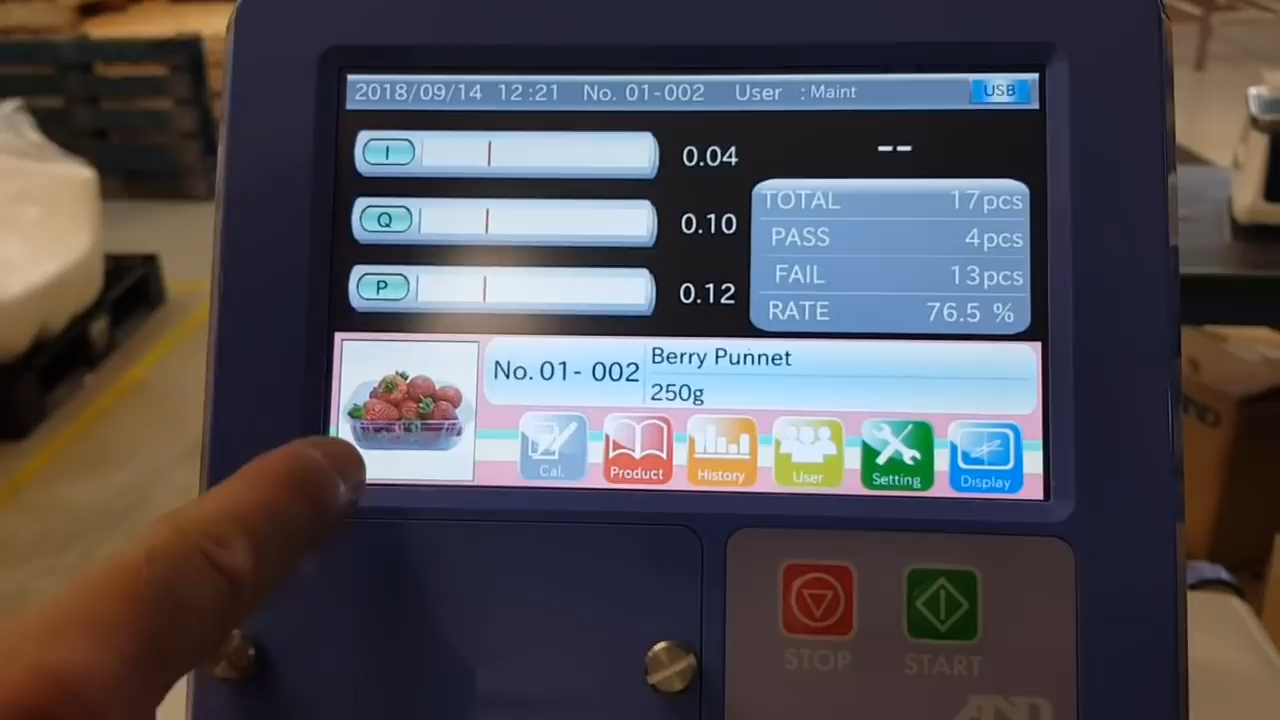 2018/09/14 12:21 No. 01-002 User : Maint USB
I 0.04 --
Q 0.10
P 0.12
TOTAL 17pcs
PASS 4pcs
FAIL 13pcs
RATE 76.5 %
No. 01- 002
Berry Punnet
250g
Cal. Product History User Setting Display
STOP START
AND